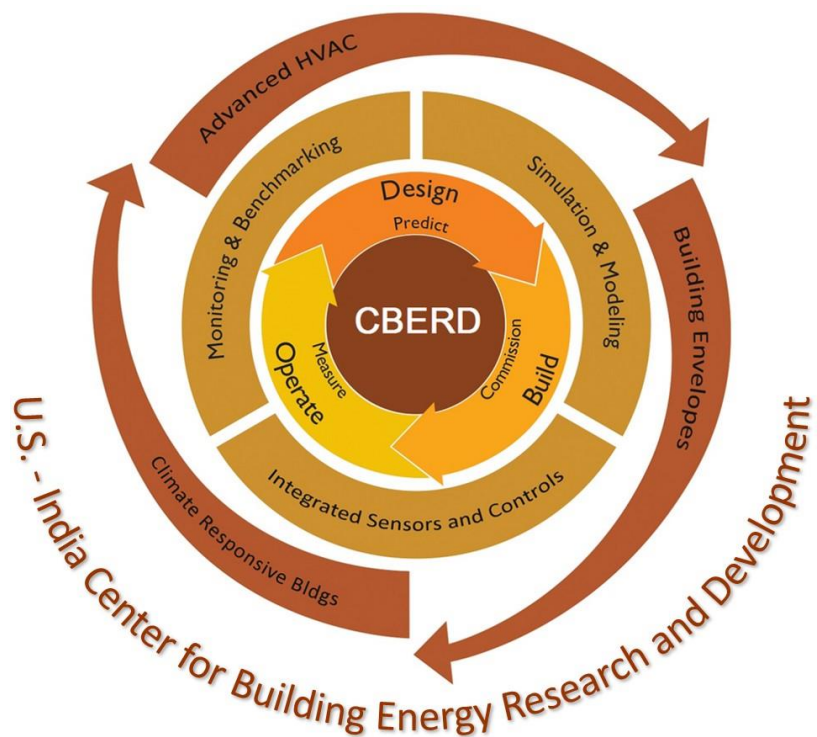 Advanced HVAC
Building Envelopes
Climate Responsive Bldgs
Monitoring & Benchmarking
Simulation & Modeling
Integrated Sensors and Controls
Design
Predict
Build
Commission
Operate
Measure
CBERD
U.S. - India Center for Building Energy Research and Development